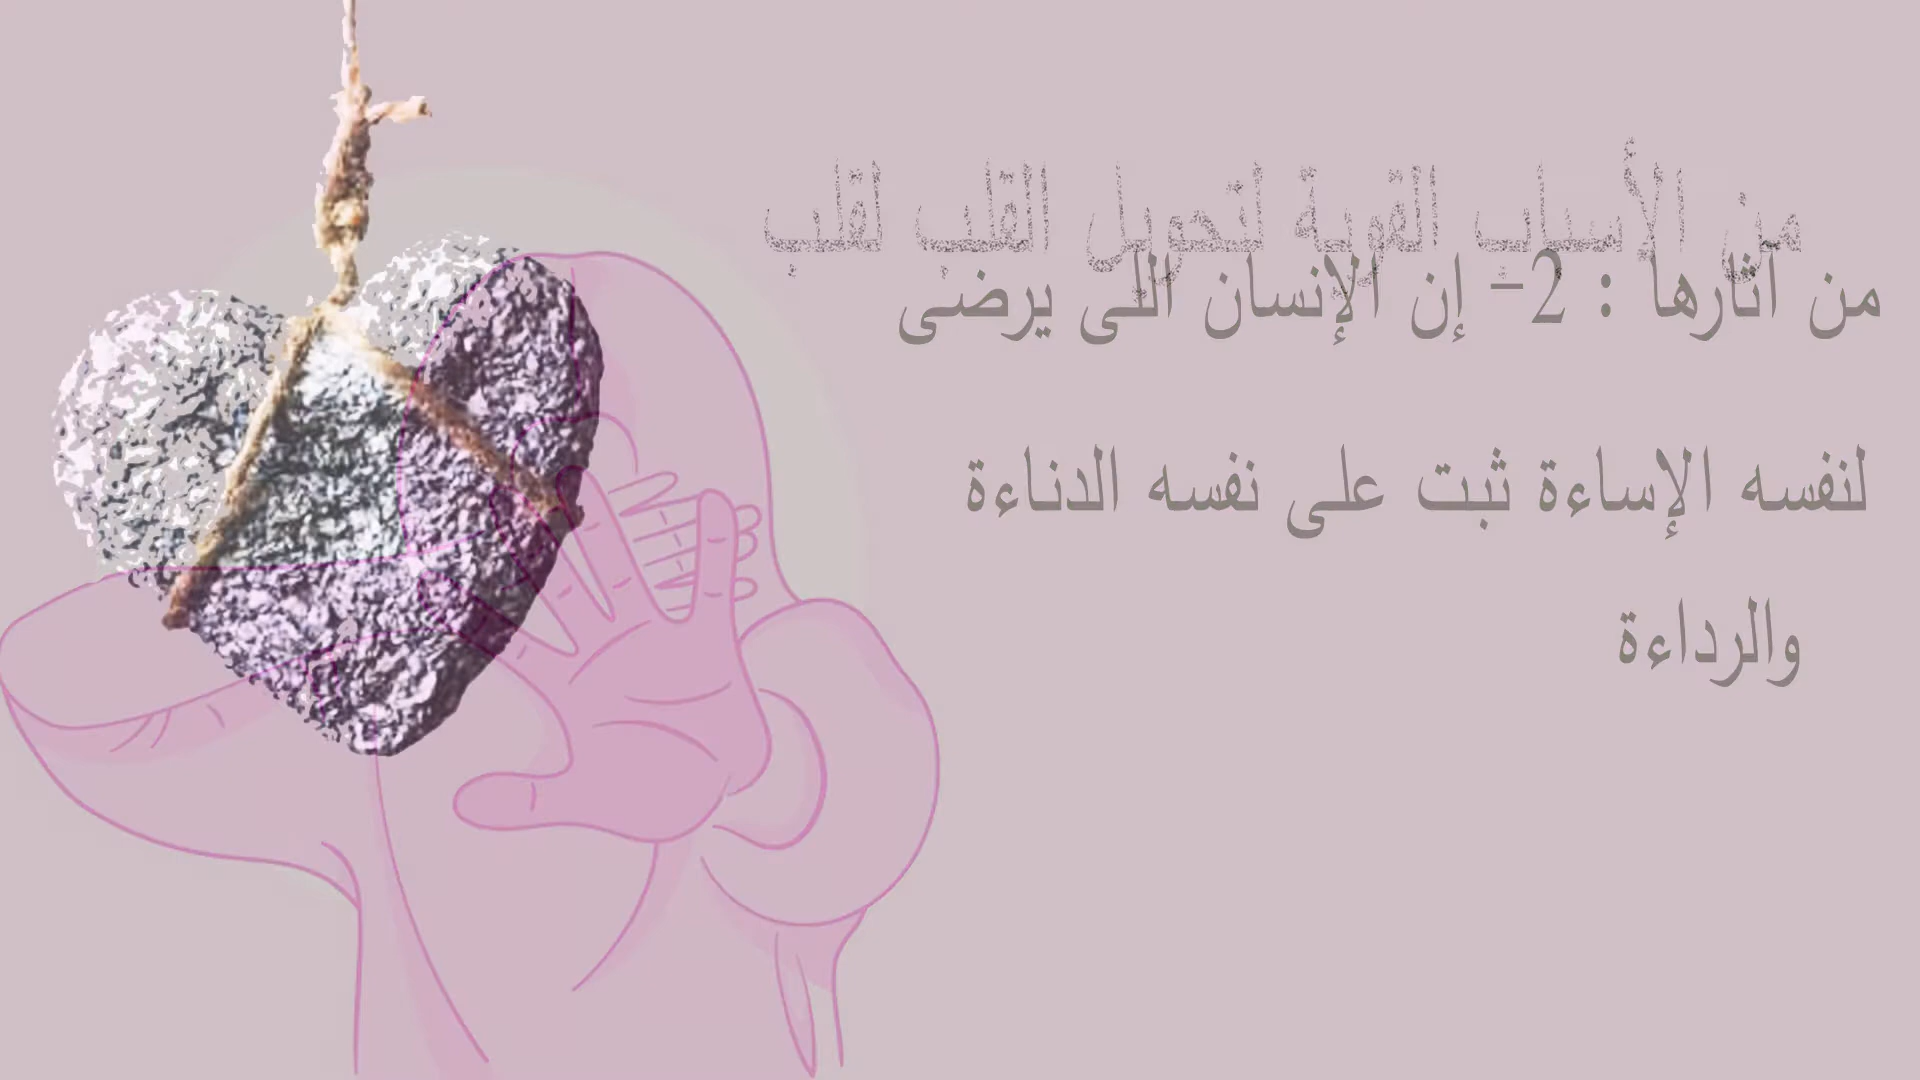 من الأسباب القوية لتحويل القلب لقلب
من آثارها : 2- إن الإنسان اللى يرضى
لنفسه الإساءة ثبت على نفسه الدناءة
والرداءة